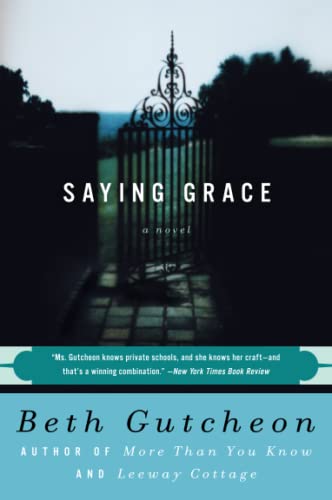 SAYING GRACE
a novel
"Ms. Gutcheon knows private schools, and she knows her craft—and
that's a winning combination." —New York Times Book Review
Beth Gutcheon
AUTHOR OF More Than You Know
AND Leeway Cottage